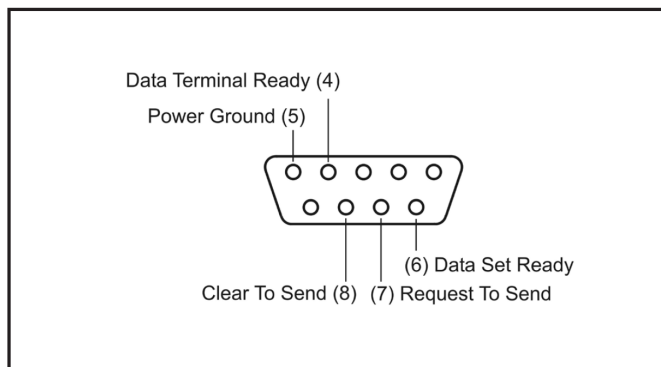 Data Terminal Ready (4)
Power Ground (5)
(6) Data Set Ready
Clear To Send (8) (7) Request To Send